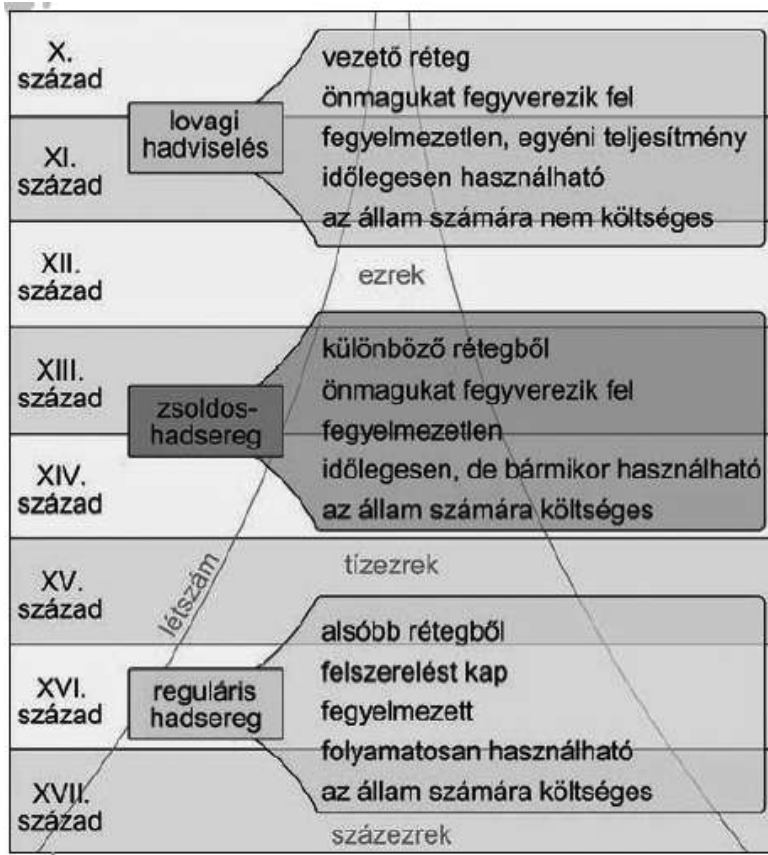 X.
század
XI.
század
XII.
század
XIII.
század
XIV.
század
XV.
század
XVI.
század
XVII.
század
lovagi
hadviselés
vezető réteg
önmagukat fegyverezik fel
fegyelmezetlen, egyéni teljesítmény
időlegesen használható
az állam számára nem költséges
ezrek
zsoldos-
hadsereg
különböző rétegből
önmagukat fegyverezik fel
fegyelmezetlen
időlegesen, de bármikor használható
az állam számára költséges
létszám
tízezrek
reguláris
hadsereg
alsóbb rétegből
felszerelést kap
fegyelmezett
folyamatosan használható
az állam számára költséges
százezrek